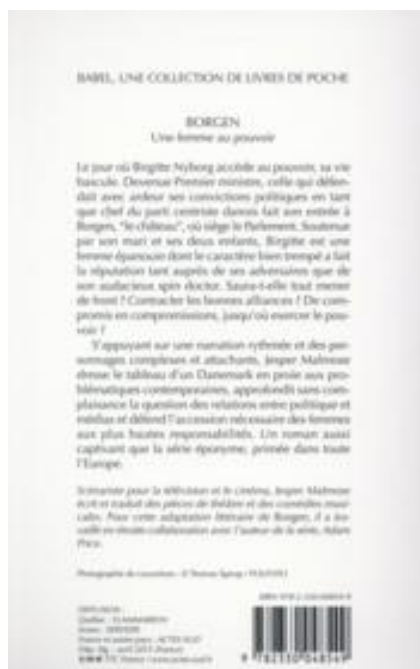 BABEL, UNE COLLECTION DE LIVRES DE POCHE
BORGEN
Une femme au pouvoir
Le jour où Birgitte Nyborg accède au pouvoir, sa vie
bascule. Devenue Premier ministre, celle qui défen-
dait avec ardeur ses convictions politiques en tant
que chef du parti centriste danois fait son entrée à
Borgen, "le château", où siège le Parlement. Soutenue
par son mari et ses deux enfants, Birgitte est une
femme épanouie dont le caractère bien trempé a fait
la réputation tant auprès de ses adversaires que de
son audacieux spin doctor. Saura-t-elle tout mener
de front ? Contracter les bonnes alliances ? De com-
promis en compromissions, jusqu'où exercer le pou-
voir ?
S'appuyant sur une narration rythmée et des per-
sonnages complexes et attachants, Jesper Malmose
dresse le tableau d'un Danemark en proie aux pro-
blématiques contemporaines, approfondit sans com-
plaisance la question des relations entre politique et
médias et défend l'accession nécessaire des femmes
aux plus hautes responsabilités. Un roman aussi
captivant que la série éponyme, primée dans toute
l'Europe.
Scénariste pour la télévision et le cinéma, Jesper Malmose
écrit et traduit des pièces de théâtre et des comédies musi-
cales. Pour cette adaptation littéraire de Borgen, il a tra-
vaillé en étroite collaboration avec l'auteur de la série, Adam
Price.
Photographie de couverture : © Thomas
ISBN
ACTES SUD
9 782330 048549